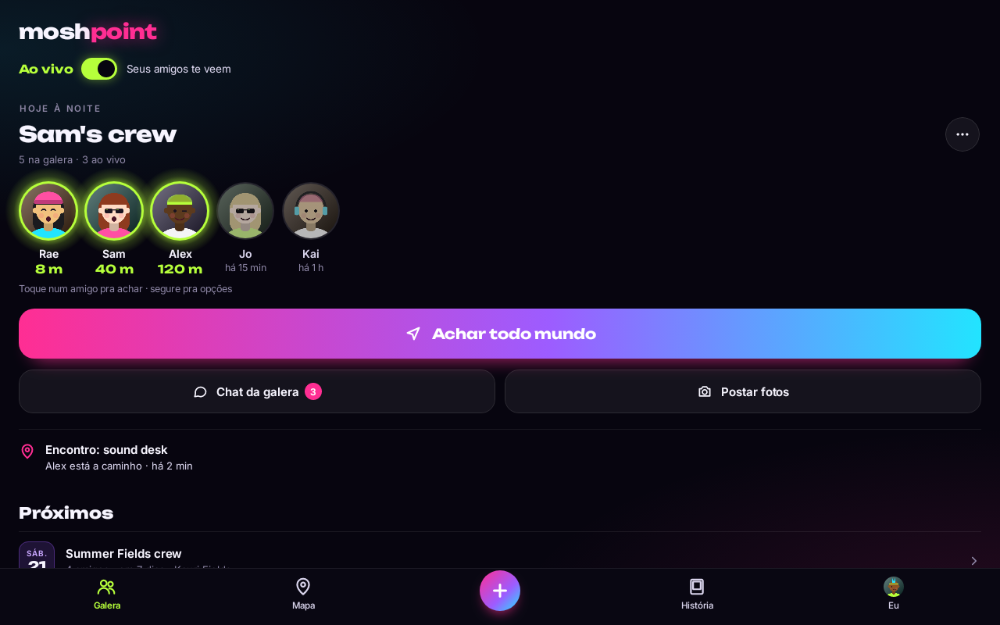 moshpoint
Ao vivo Seus amigos te veem
HOJE À NOITE
Sam's crew
5 na galera · 3 ao vivo
Rae Sam Alex Jo Kai
8 m 40 m 120 m há 15 min há 1 h
Toque num amigo pra achar · segure pra opções
Achar todo mundo
Chat da galera 3 Postar fotos
Encontro: sound desk
Alex está a caminho · há 2 min
Próximos
SÁB.
21
Summer Fields crew
Galera Mapa História Eu